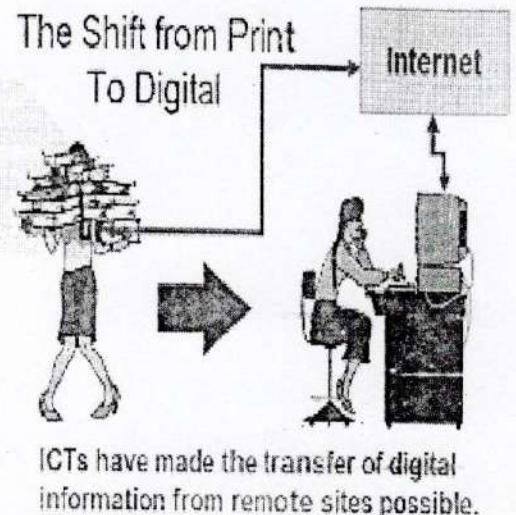 The Shift from Print
To Digital
Internet
ICTs have made the transfer of digital
information from remote sites possible.